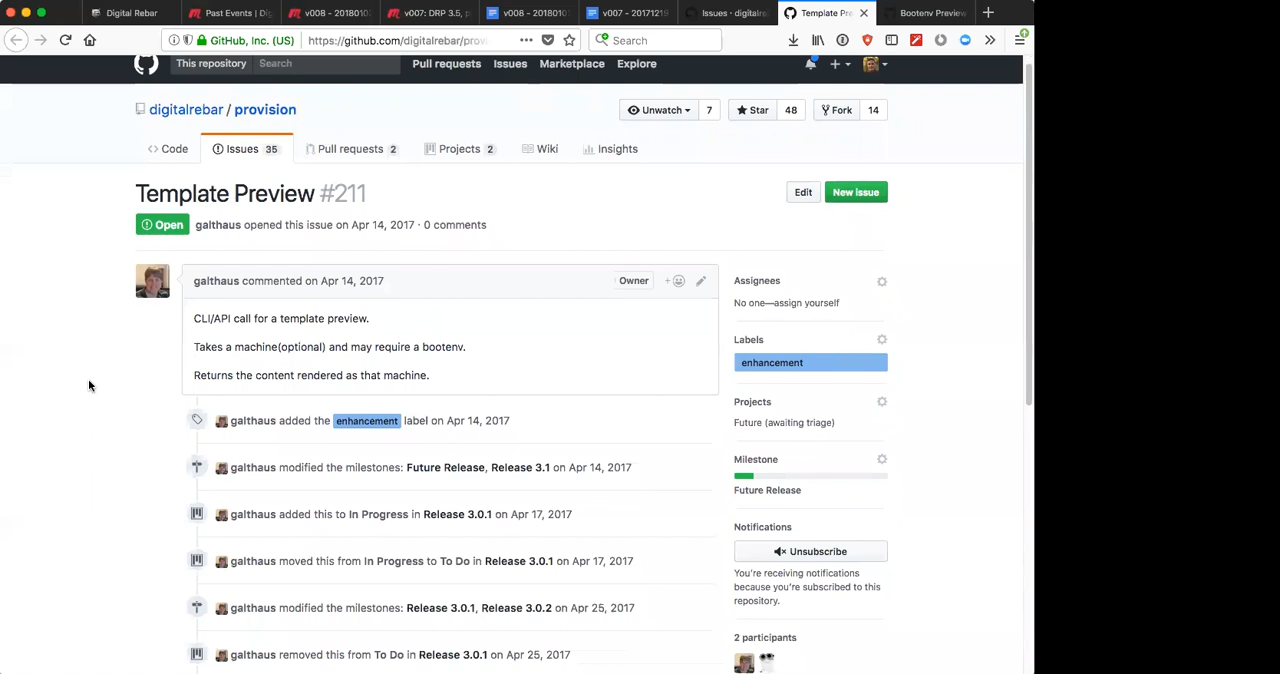 Digital Rebar
Past Events | Di
v008 - 2018010
v007: DRP 3.5, p
v008 - 2018010
v007 - 2017121
Issues · digitalre
Template Pre
Bootenv Preview
GitHub, Inc. (US)
https://github.com/digitalrebar/provi
Search
This repository
Search
Pull requests
Issues
Marketplace
Explore
digitalrebar / provision
Unwatch
7
Star
48
Fork
14
Code
Issues 35
Pull requests 2
Projects 2
Wiki
Insights
Template Preview #211
Edit
New issue
Open
galthaus opened this issue on Apr 14, 2017 · 0 comments
galthaus commented on Apr 14, 2017
Owner
CLI/API call for a template preview.
Takes a machine(optional) and may require a bootenv.
Returns the content rendered as that machine.
galthaus added the enhancement label on Apr 14, 2017
galthaus modified the milestones: Future Release, Release 3.1 on Apr 14, 2017
galthaus added this to In Progress in Release 3.0.1 on Apr 17, 2017
galthaus moved this from In Progress to To Do in Release 3.0.1 on Apr 17, 2017
galthaus modified the milestones: Release 3.0.1, Release 3.0.2 on Apr 25, 2017
galthaus removed this from To Do in Release 3.0.1 on Apr 25, 2017
Assignees
No one—assign yourself
Labels
enhancement
Projects
Future (awaiting triage)
Milestone
Future Release
Notifications
Unsubscribe
You're receiving notifications
because you're subscribed to this
repository.
2 participants